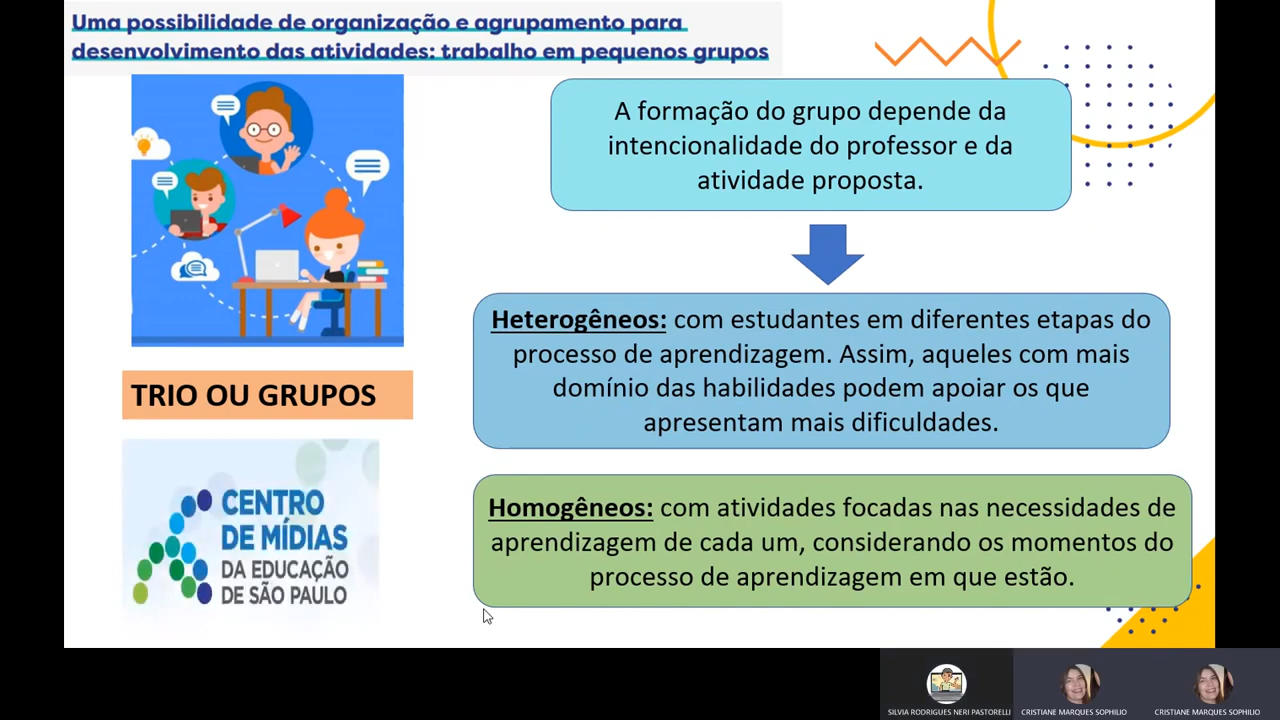 Uma possibilidade de organização e agrupamento para
desenvolvimento das atividades: trabalho em pequenos grupos
A formação do grupo depende da
intencionalidade do professor e da
atividade proposta.
Heterogêneos: com estudantes em diferentes etapas do
processo de aprendizagem. Assim, aqueles com mais
domínio das habilidades podem apoiar os que
apresentam mais dificuldades.
TRIO OU GRUPOS
CENTRO
DE MÍDIAS
DA EDUCAÇÃO
DE SÃO PAULO
Homogêneos: com atividades focadas nas necessidades de
aprendizagem de cada um, considerando os momentos do
processo de aprendizagem em que estão.
SILVIA RODRIGUES NERI PASTORELLI
CRISTIANE MARQUES SOPHILIO
CRISTIANE MARQUES SOPHILIO